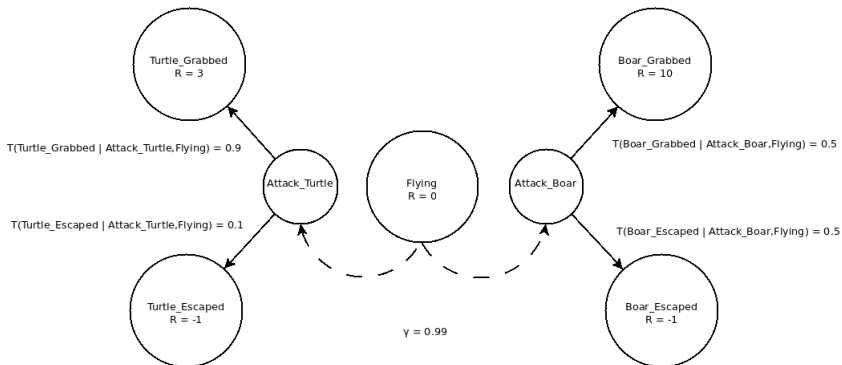 Turtle_Grabbed
R = 3
Boar_Grabbed
R = 10
T(Turtle_Grabbed | Attack_Turtle,Flying) = 0.9
T(Boar_Grabbed | Attack_Boar,Flying) = 0.5
Attack_Turtle
Flying
R = 0
Attack_Boar
T(Turtle_Escaped | Attack_Turtle,Flying) = 0.1
T(Boar_Escaped | Attack_Boar,Flying) = 0.5
Turtle_Escaped
R = -1
Boar_Escaped
R = -1
γ = 0.99